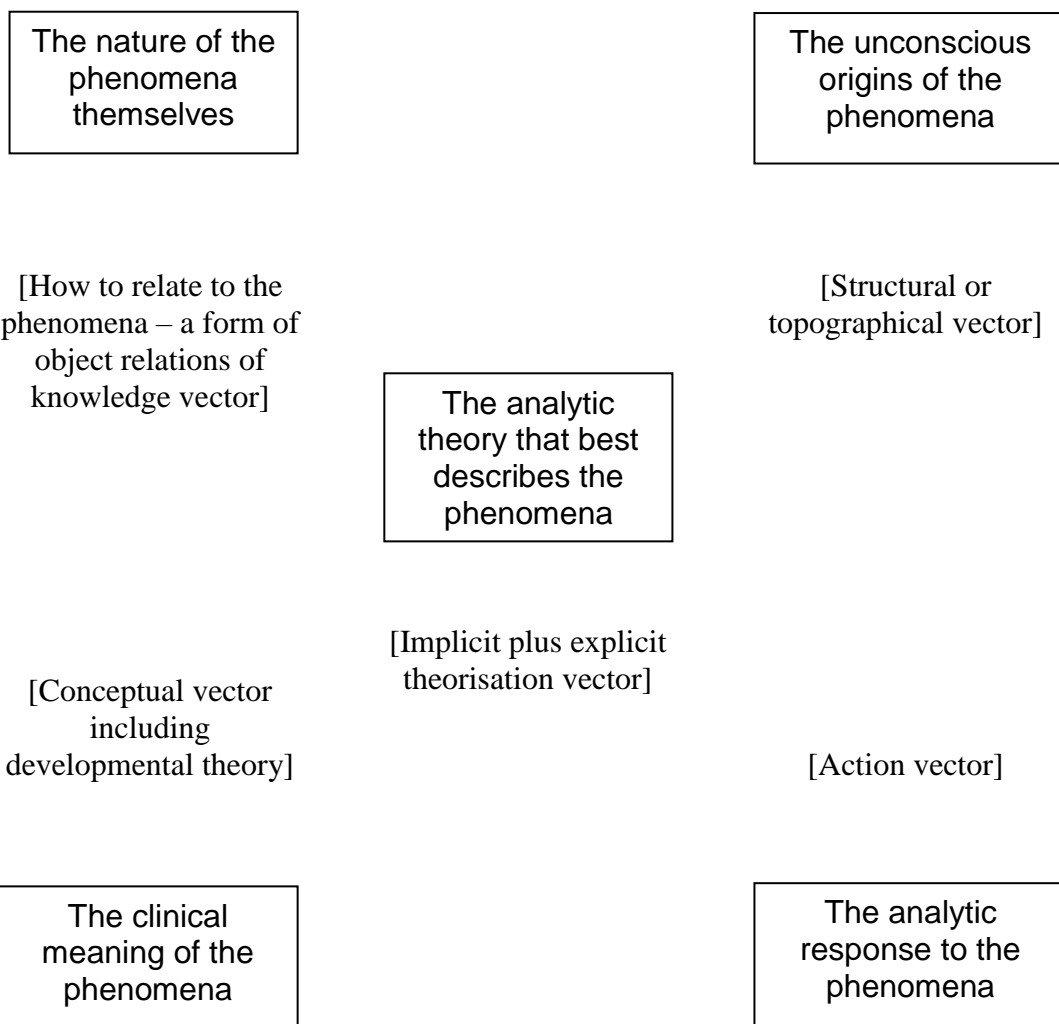 The nature of the
phenomena
themselves
The unconscious
origins of the
phenomena
[How to relate to the
phenomena – a form of
object relations of
knowledge vector]
[Structural or
topographical vector]
The analytic
theory that best
describes the
phenomena
[Implicit plus explicit
theorisation vector]
[Conceptual vector
including
developmental theory]
[Action vector]
The clinical
meaning of the
phenomena
The analytic
response to the
phenomena